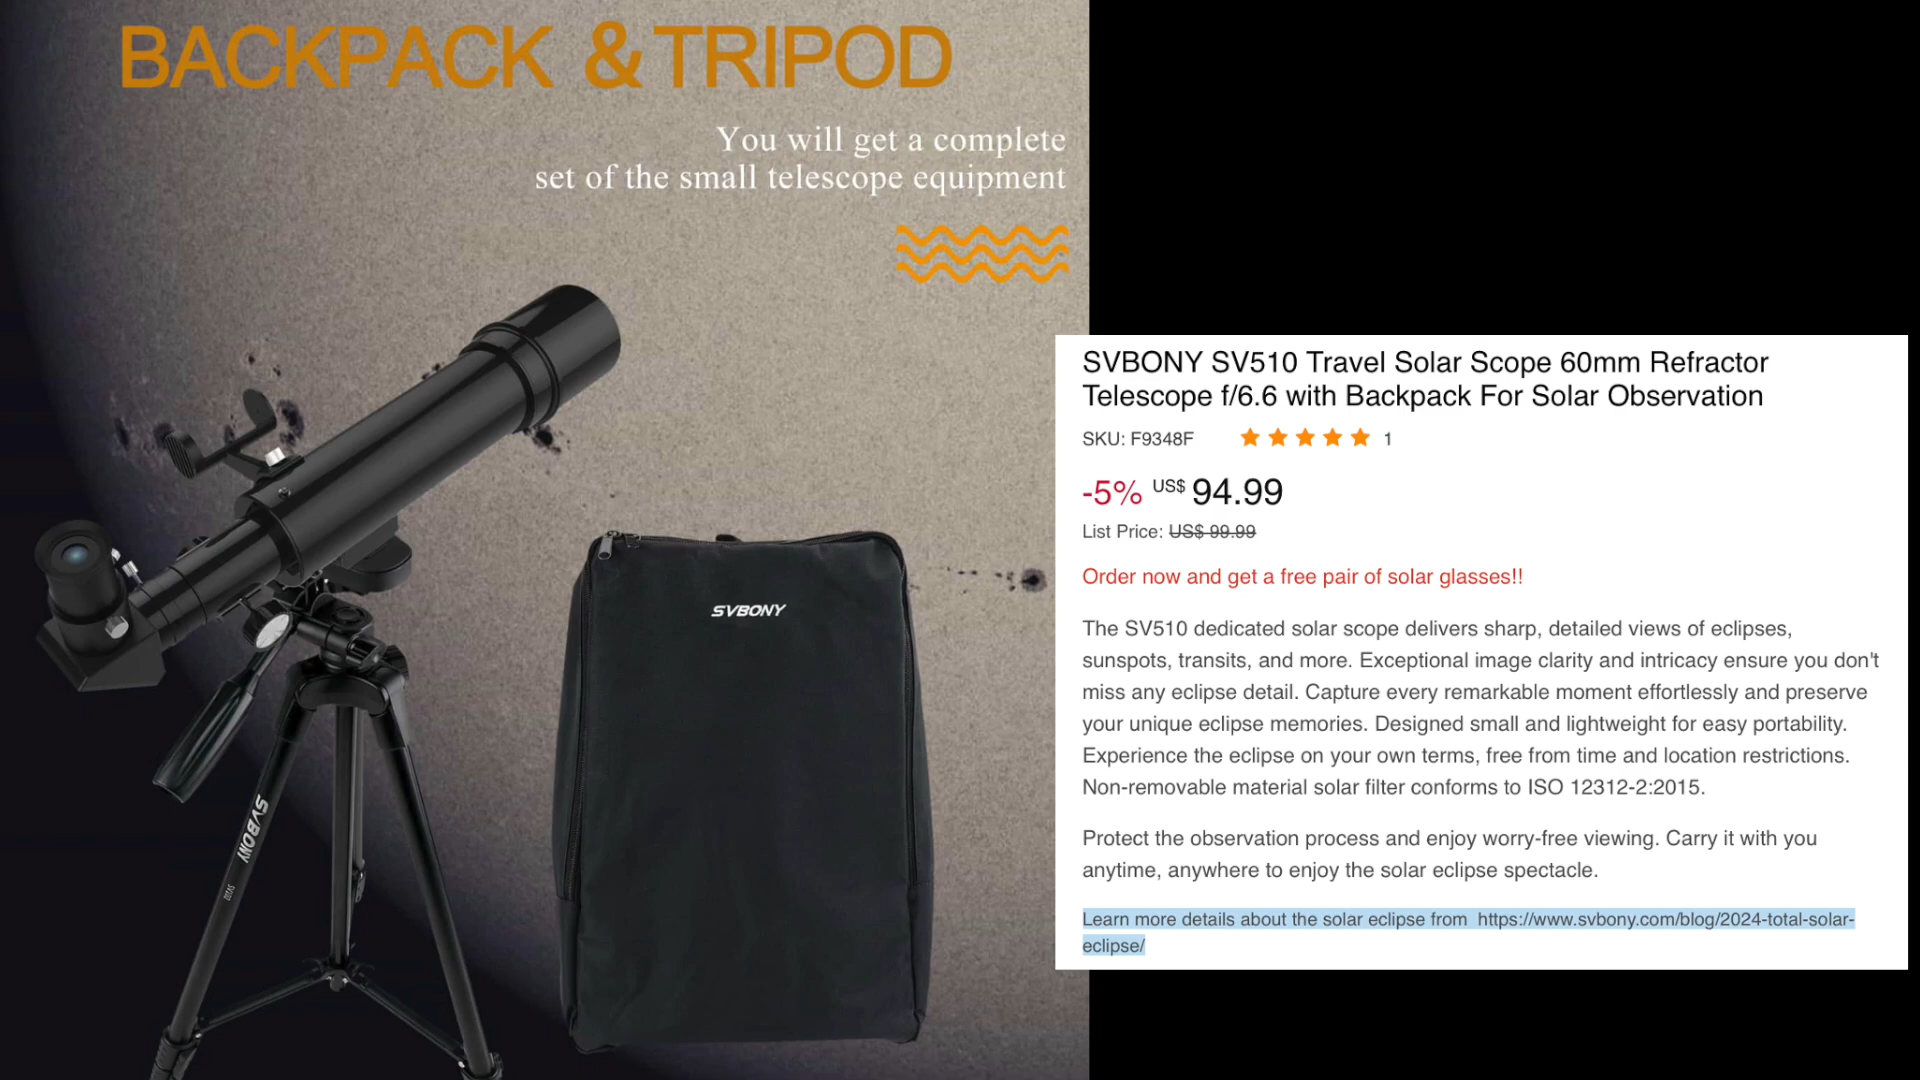 BACKPACK & TRIPOD
You will get a complete
set of the small telescope equipment
SVBONY
SVBONY
SV102
SVBONY SV510 Travel Solar Scope 60mm Refractor
Telescope f/6.6 with Backpack For Solar Observation
SKU: F9348F 1
-5% US$ 94.99
List Price: US$ 99.99
Order now and get a free pair of solar glasses!!
The SV510 dedicated solar scope delivers sharp, detailed views of eclipses,
sunspots, transits, and more. Exceptional image clarity and intricacy ensure you don't
miss any eclipse detail. Capture every remarkable moment effortlessly and preserve
your unique eclipse memories. Designed small and lightweight for easy portability.
Experience the eclipse on your own terms, free from time and location restrictions.
Non-removable material solar filter conforms to ISO 12312-2:2015.
Protect the observation process and enjoy worry-free viewing. Carry it with you
anytime, anywhere to enjoy the solar eclipse spectacle.
Learn more details about the solar eclipse from https://www.svbony.com/blog/2024-total-solar-
eclipse/